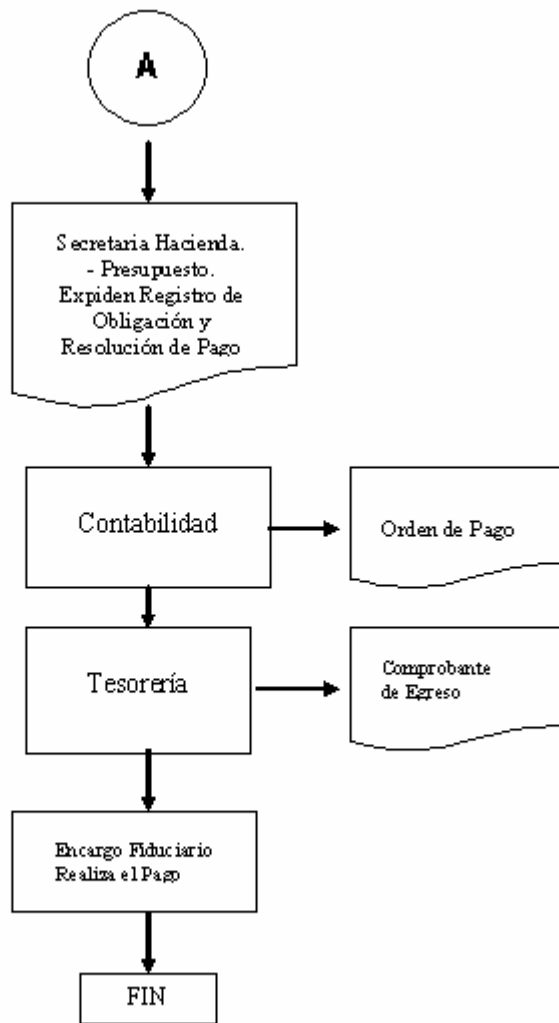 A
Secretaria Hacienda.
- Presupuesto.
Expiden Registro de
Obligación y
Resolución de Pago
Contabilidad
Orden de Pago
Tesorería
Comprobante
de Egreso
Encargo Fiduciario
Realiza el Pago
FIN